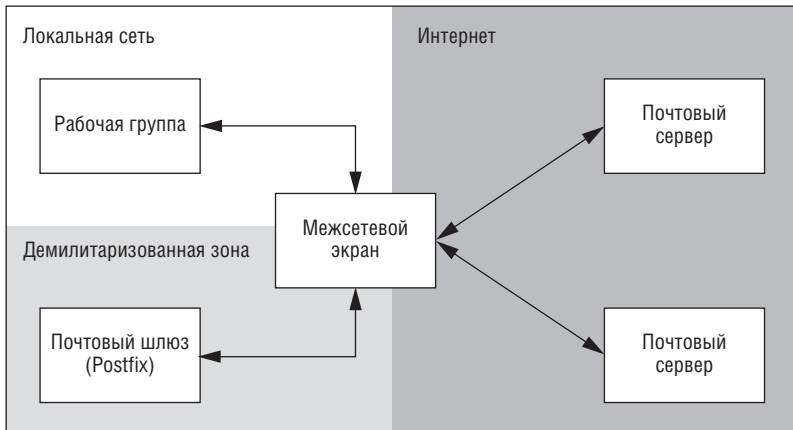 Локальная сеть
Интернет
Рабочая группа
Почтовый
сервер
Межсетевой
экран
Демилитаризованная зона
Почтовый шлюз
(Postfix)
Почтовый
сервер